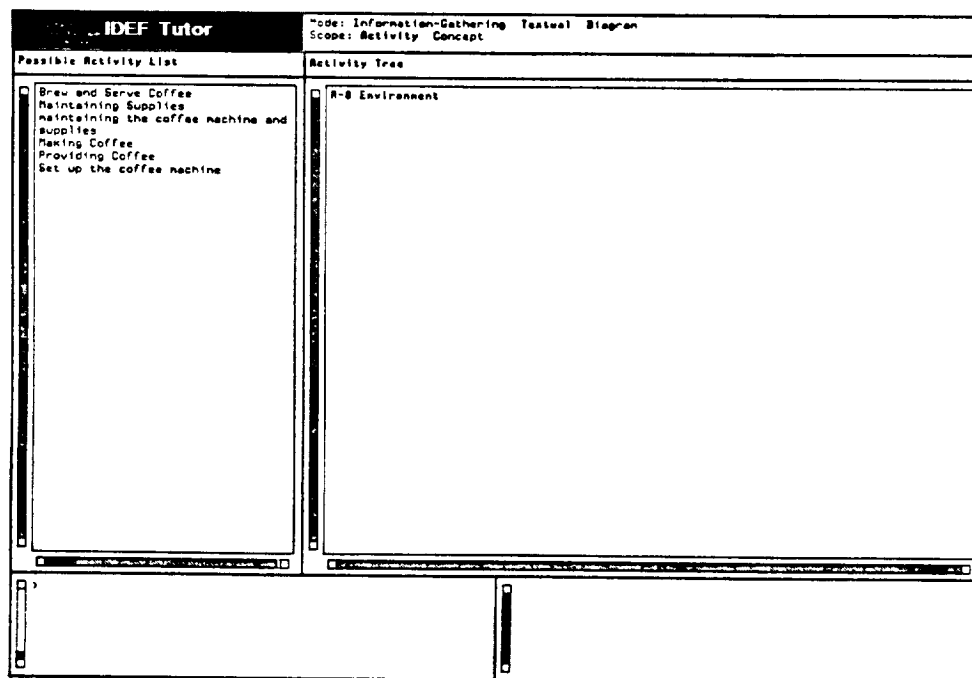 IDEF Tutor
Mode: Information-Gathering Textual Diagram
Scope: Activity Concept
Possible Activity List
Activity Tree
Brew and Serve Coffee
Maintaining Supplies
maintaining the coffee machine and
supplies
Making Coffee
Providing Coffee
Set up the coffee machine
A-0 Environment
>